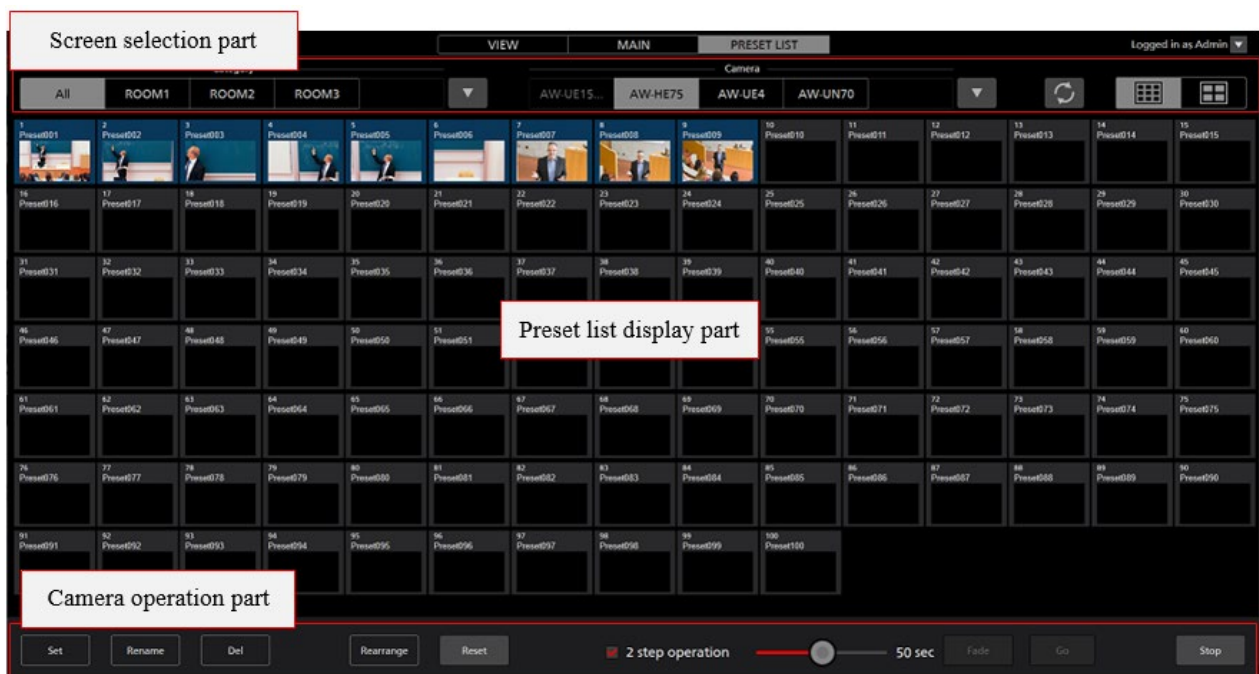 Screen selection part
VIEW
MAIN
PRESET LIST
Logged in as Admin
Category
Camera
All
ROOM1
ROOM2
ROOM3
AW-UE15...
AW-HE75
AW-UE4
AW-UN70
1 2 3 4 5 6 7 8 9 10 11 12 13 14 15
Preset001 Preset002 Preset003 Preset004 Preset005 Preset006 Preset007 Preset008 Preset009 Preset010 Preset011 Preset012 Preset013 Preset014 Preset015
16 17 18 19 20 21 22 23 24 25 26 27 28 29 30
Preset016 Preset017 Preset018 Preset019 Preset020 Preset021 Preset022 Preset023 Preset024 Preset025 Preset026 Preset027 Preset028 Preset029 Preset030
31 32 33 34 35 36 37 38 39 40 41 42 43 44 45
Preset031 Preset032 Preset033 Preset034 Preset035 Preset036 Preset037 Preset038 Preset039 Preset040 Preset041 Preset042 Preset043 Preset044 Preset045
46 47 48 49 50 51 55 56 57 58 59 60
Preset046 Preset047 Preset048 Preset049 Preset050 Preset051 Preset055 Preset056 Preset057 Preset058 Preset059 Preset060
Preset list display part
61 62 63 64 65 66 67 68 69 70 71 72 73 74 75
Preset061 Preset062 Preset063 Preset064 Preset065 Preset066 Preset067 Preset068 Preset069 Preset070 Preset071 Preset072 Preset073 Preset074 Preset075
76 77 78 79 80 81 82 83 84 85 86 87 88 89 90
Preset076 Preset077 Preset078 Preset079 Preset080 Preset081 Preset082 Preset083 Preset084 Preset085 Preset086 Preset087 Preset088 Preset089 Preset090
91 92 93 94 95 96 97 98 99 100
Preset091 Preset092 Preset093 Preset094 Preset095 Preset096 Preset097 Preset098 Preset099 Preset100
Camera operation part
Set
Rename
Del
Rearrange
Reset
2 step operation
50 sec
Fade
Go
Stop